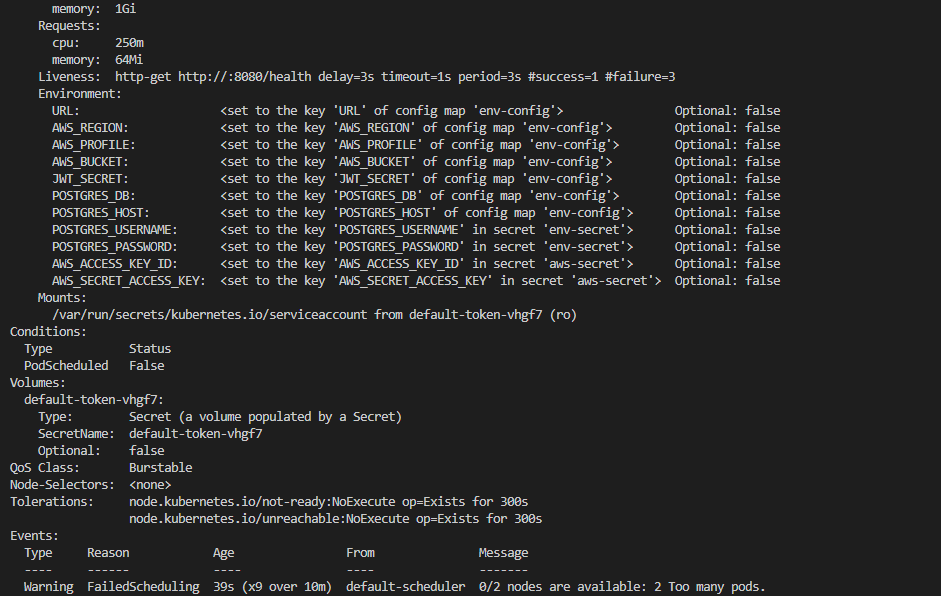 memory:  1Gi
Requests:
cpu:     250m
memory:  64Mi
Liveness:  http-get http://:8080/health delay=3s timeout=1s period=3s #success=1 #failure=3
Environment:
URL:                    <set to the key 'URL' of config map 'env-config'>                Optional: false
AWS_REGION:             <set to the key 'AWS_REGION' of config map 'env-config'>         Optional: false
AWS_PROFILE:            <set to the key 'AWS_PROFILE' of config map 'env-config'>        Optional: false
AWS_BUCKET:             <set to the key 'AWS_BUCKET' of config map 'env-config'>         Optional: false
JWT_SECRET:             <set to the key 'JWT_SECRET' of config map 'env-config'>         Optional: false
POSTGRES_DB:            <set to the key 'POSTGRES_DB' of config map 'env-config'>        Optional: false
POSTGRES_HOST:          <set to the key 'POSTGRES_HOST' of config map 'env-config'>      Optional: false
POSTGRES_USERNAME:      <set to the key 'POSTGRES_USERNAME' in secret 'env-secret'>      Optional: false
POSTGRES_PASSWORD:      <set to the key 'POSTGRES_PASSWORD' in secret 'env-secret'>      Optional: false
AWS_ACCESS_KEY_ID:      <set to the key 'AWS_ACCESS_KEY_ID' in secret 'aws-secret'>      Optional: false
AWS_SECRET_ACCESS_KEY:  <set to the key 'AWS_SECRET_ACCESS_KEY' in secret 'aws-secret'>  Optional: false
Mounts:
/var/run/secrets/kubernetes.io/serviceaccount from default-token-vhgf7 (ro)
Conditions:
Type           Status
PodScheduled   False
Volumes:
default-token-vhgf7:
Type:        Secret (a volume populated by a Secret)
SecretName:  default-token-vhgf7
Optional:    false
QoS Class:       Burstable
Node-Selectors:  <none>
Tolerations:     node.kubernetes.io/not-ready:NoExecute op=Exists for 300s
node.kubernetes.io/unreachable:NoExecute op=Exists for 300s
Events:
Type     Reason            Age                From               Message
----     ------            ----               ----               -------
Warning  FailedScheduling  39s (x9 over 10m)  default-scheduler  0/2 nodes are available: 2 Too many pods.